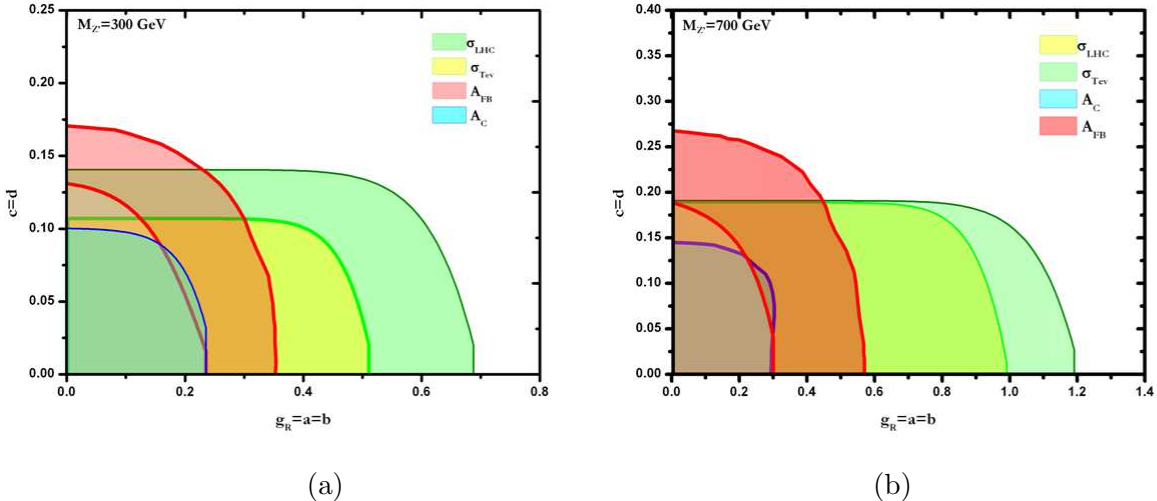 M_Z'=300 GeV
0.25
0.20
0.15
0.10
0.05
0.00
c=d
0.0 0.2 0.4 0.6 0.8
g_R=a=b
σ_LHC
σ_Tev
A_FB
A_C
(a)
M_Z'=700 GeV
0.40
0.35
0.30
0.25
0.20
0.15
0.10
0.05
0.00
c=d
0.0 0.2 0.4 0.6 0.8 1.0 1.2 1.4
g_R=a=b
σ_LHC
σ_Tev
A_C
A_FB
(b)